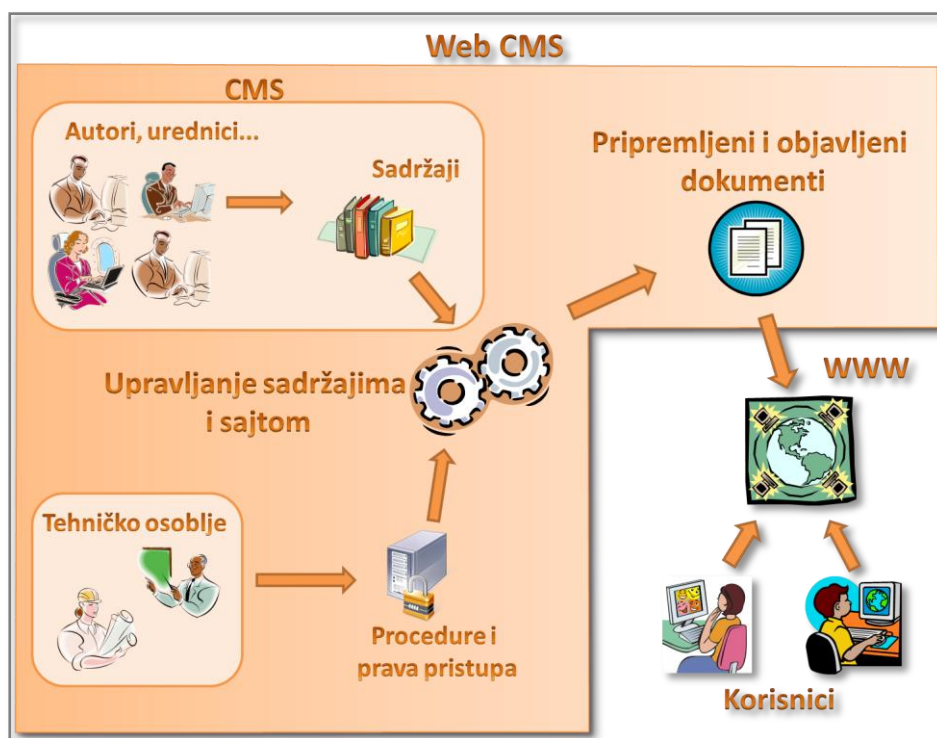 Web CMS
CMS
Autori, urednici...
Sadržaji
Pripremljeni i objavljeni
dokumenti
Upravljanje sadržajima
i sajtom
WWW
Tehničko osoblje
Procedure i
prava pristupa
Korisnici